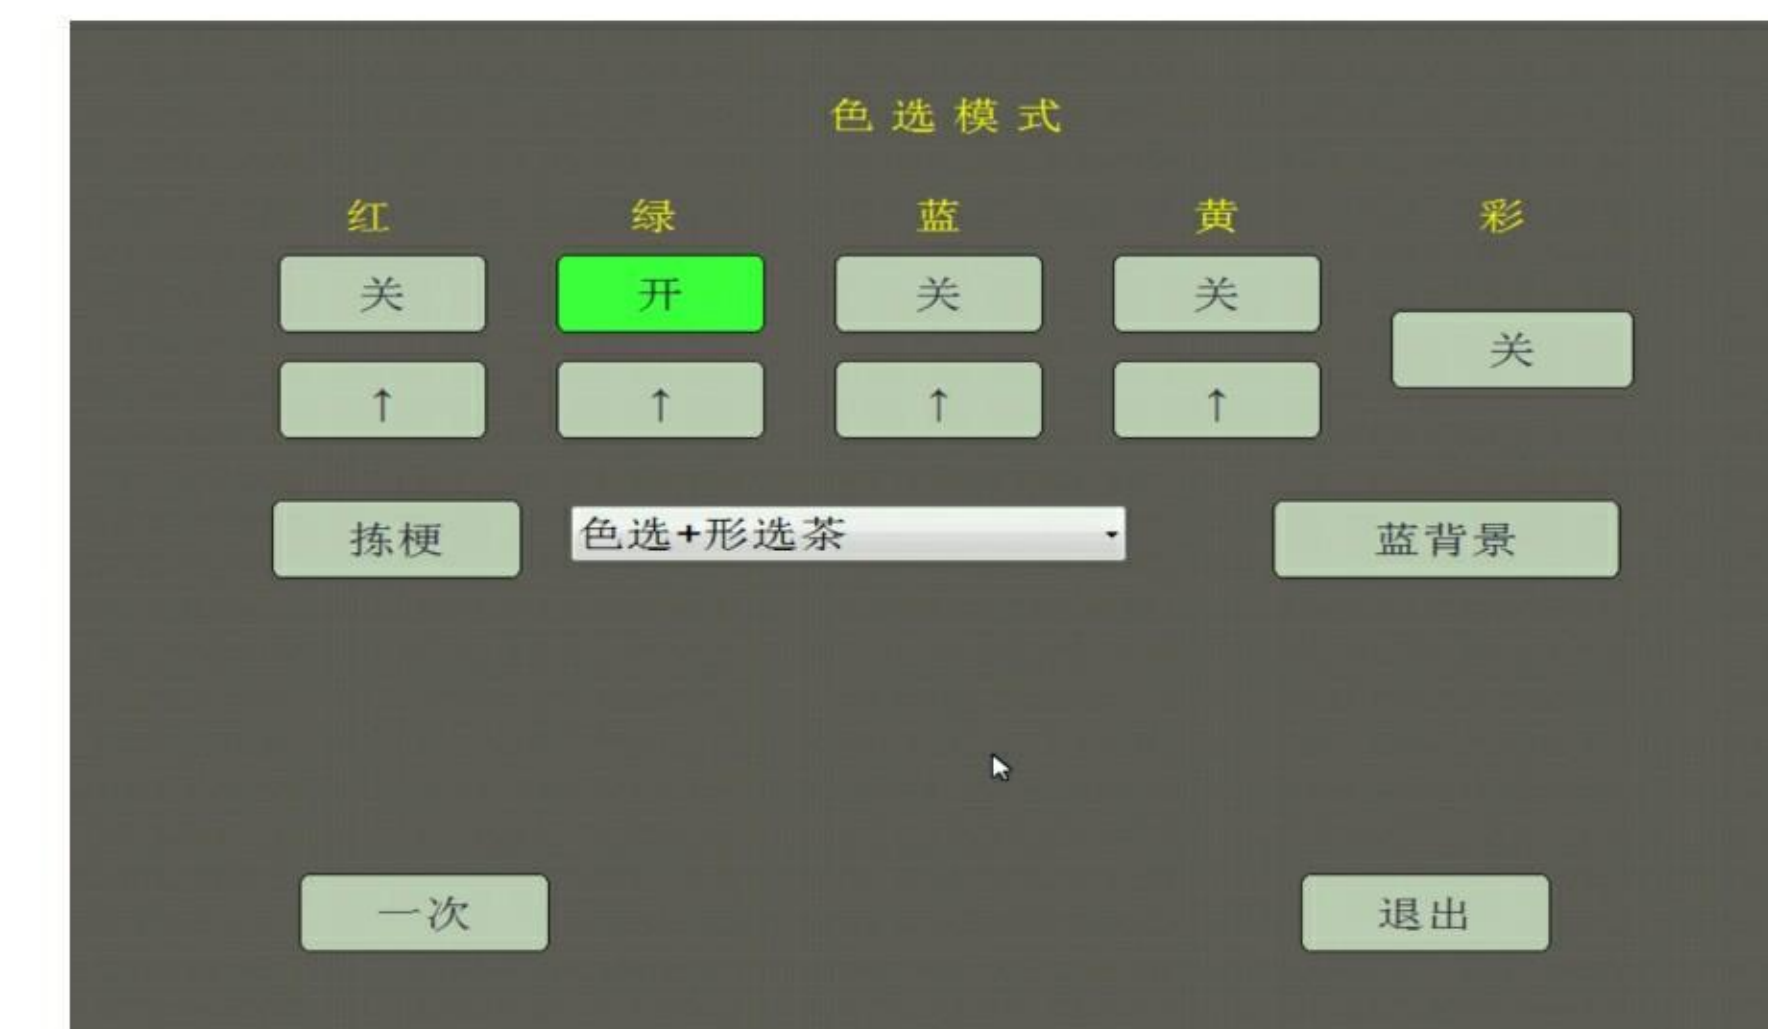 色选模式
红 绿 蓝 黄 彩
关 开 关 关
关
↑ ↑ ↑ ↑
拣梗 色选+形选茶 蓝背景
一次 退出